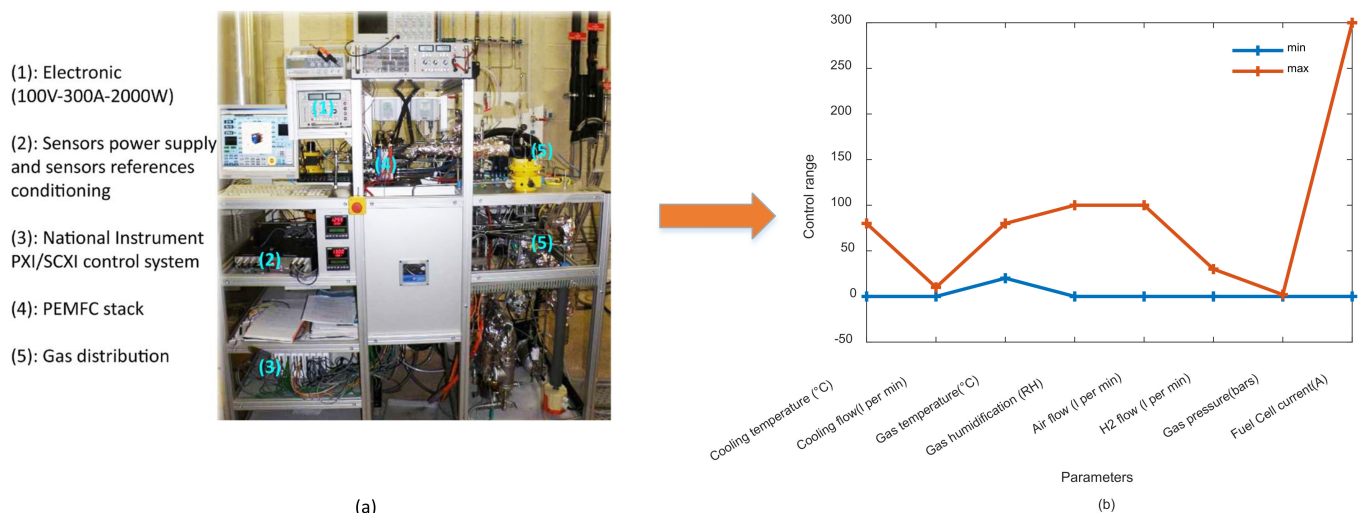 (1): Electronic
(100V-300A-2000W)
(2): Sensors power supply
and sensors references
conditioning
(3): National Instrument
PXI/SCXI control system
(4): PEMFC stack
(5): Gas distribution
(1)
(4)
(5)
(2)
(5)
(3)
(a)
300
250
200
150
100
50
0
-50
Control range
min
max
Cooling temperature (°C)
Cooling flow(l per min)
Gas temperature(°C)
Gas humidification (RH)
Air flow (l per min)
H2 flow (l per min)
Gas pressure(bars)
Fuel Cell current(A)
Parameters
(b)